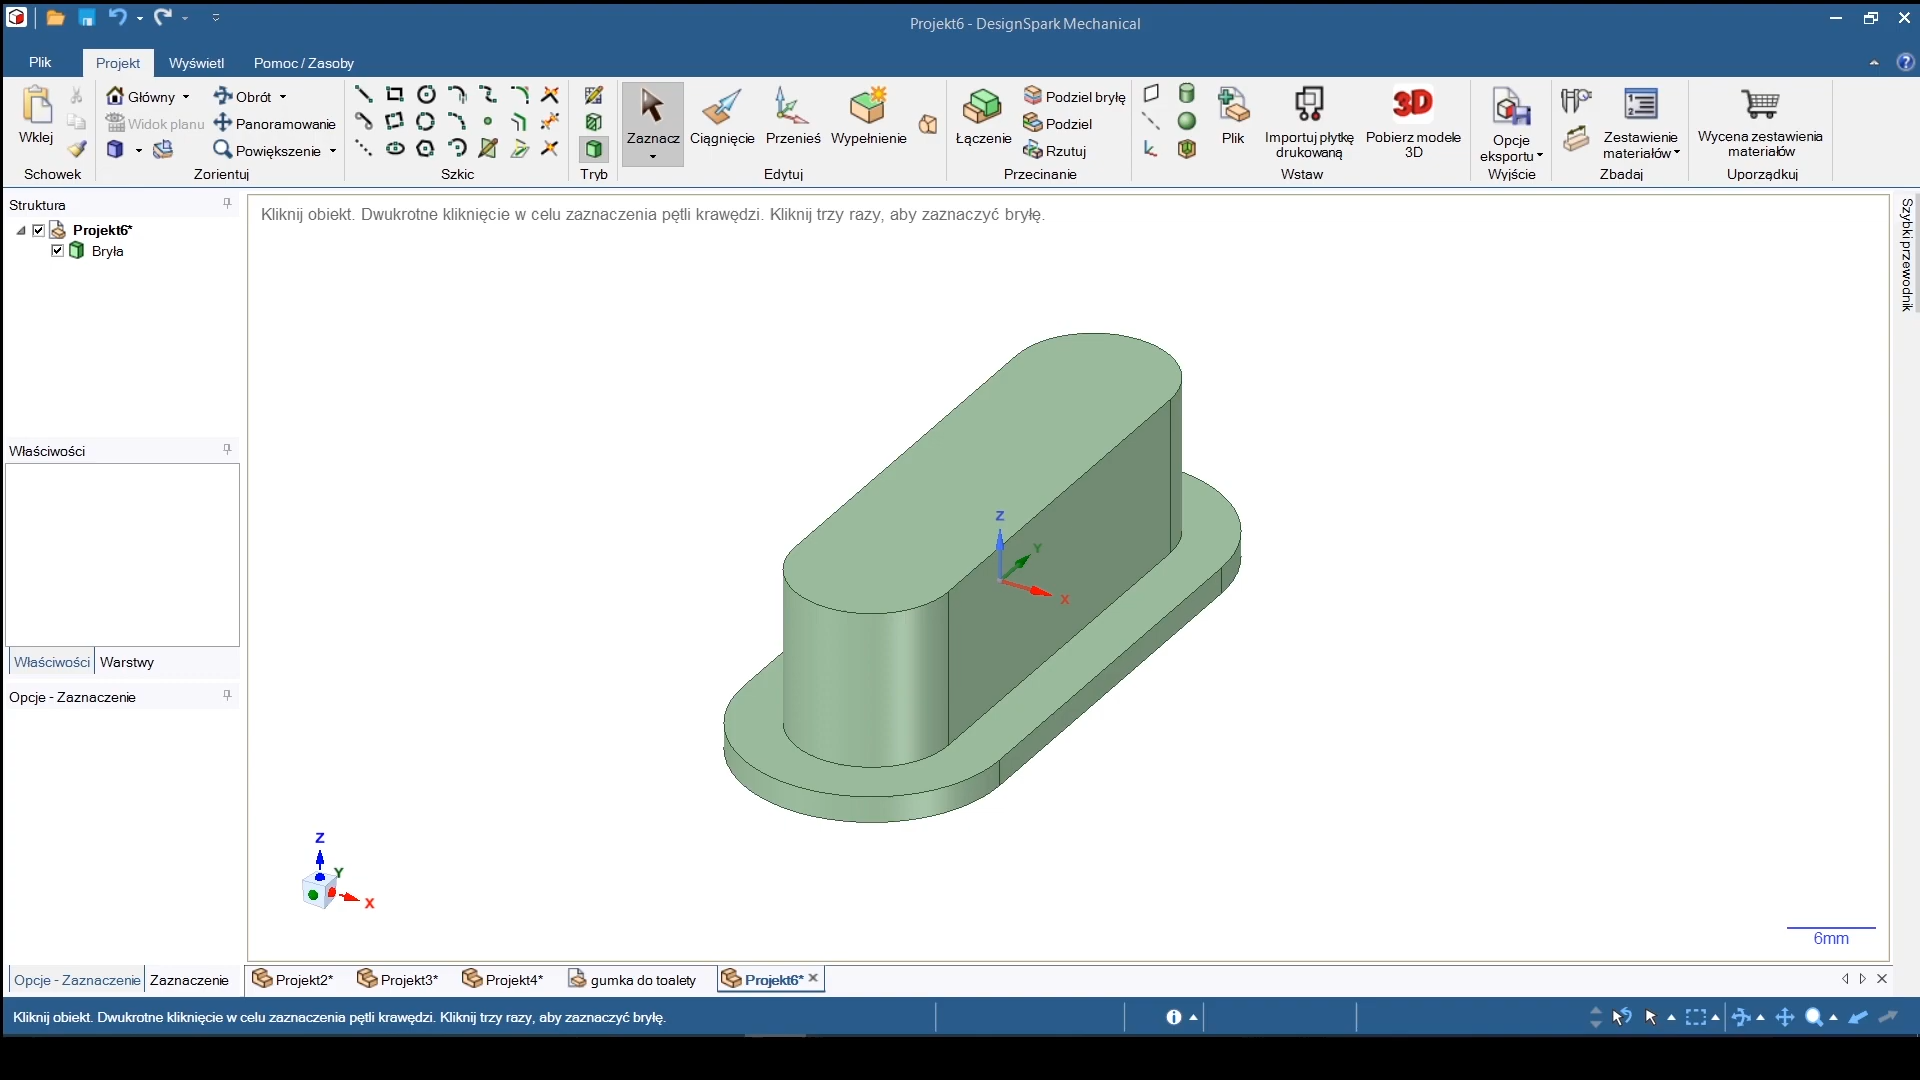 Projekt6 - DesignSpark Mechanical
Plik
Projekt
Wyświetl
Pomoc / Zasoby
Wklej
Schowek
Główny
Widok planu
Obrót
Panoramowanie
Powiększenie
Zorientuj
Szkic
Tryb
Zaznacz
Ciągnięcie
Przenieś
Wypełnienie
Edytuj
Łączenie
Podziel bryłę
Podziel
Rzutuj
Przecinanie
Plik
Importuj płytkę
drukowaną
3D
Pobierz modele
3D
Wstaw
Opcje
eksportu
Wyjście
Zestawienie
materiałów
Zbadaj
Wycena zestawienia
materiałów
Uporządkuj
Struktura
Projekt6*
Bryła
Właściwości
Właściwości
Warstwy
Opcje - Zaznaczenie
Opcje - Zaznaczenie
Zaznaczenie
Kliknij obiekt. Dwukrotne kliknięcie w celu zaznaczenia pętli krawędzi. Kliknij trzy razy, aby zaznaczyć bryłę.
Szybki przewodnik
Z
Y
X
Z
Y
X
6mm
Projekt2*
Projekt3*
Projekt4*
gumka do toalety
Projekt6*
Kliknij obiekt. Dwukrotne kliknięcie w celu zaznaczenia pętli krawędzi. Kliknij trzy razy, aby zaznaczyć bryłę.